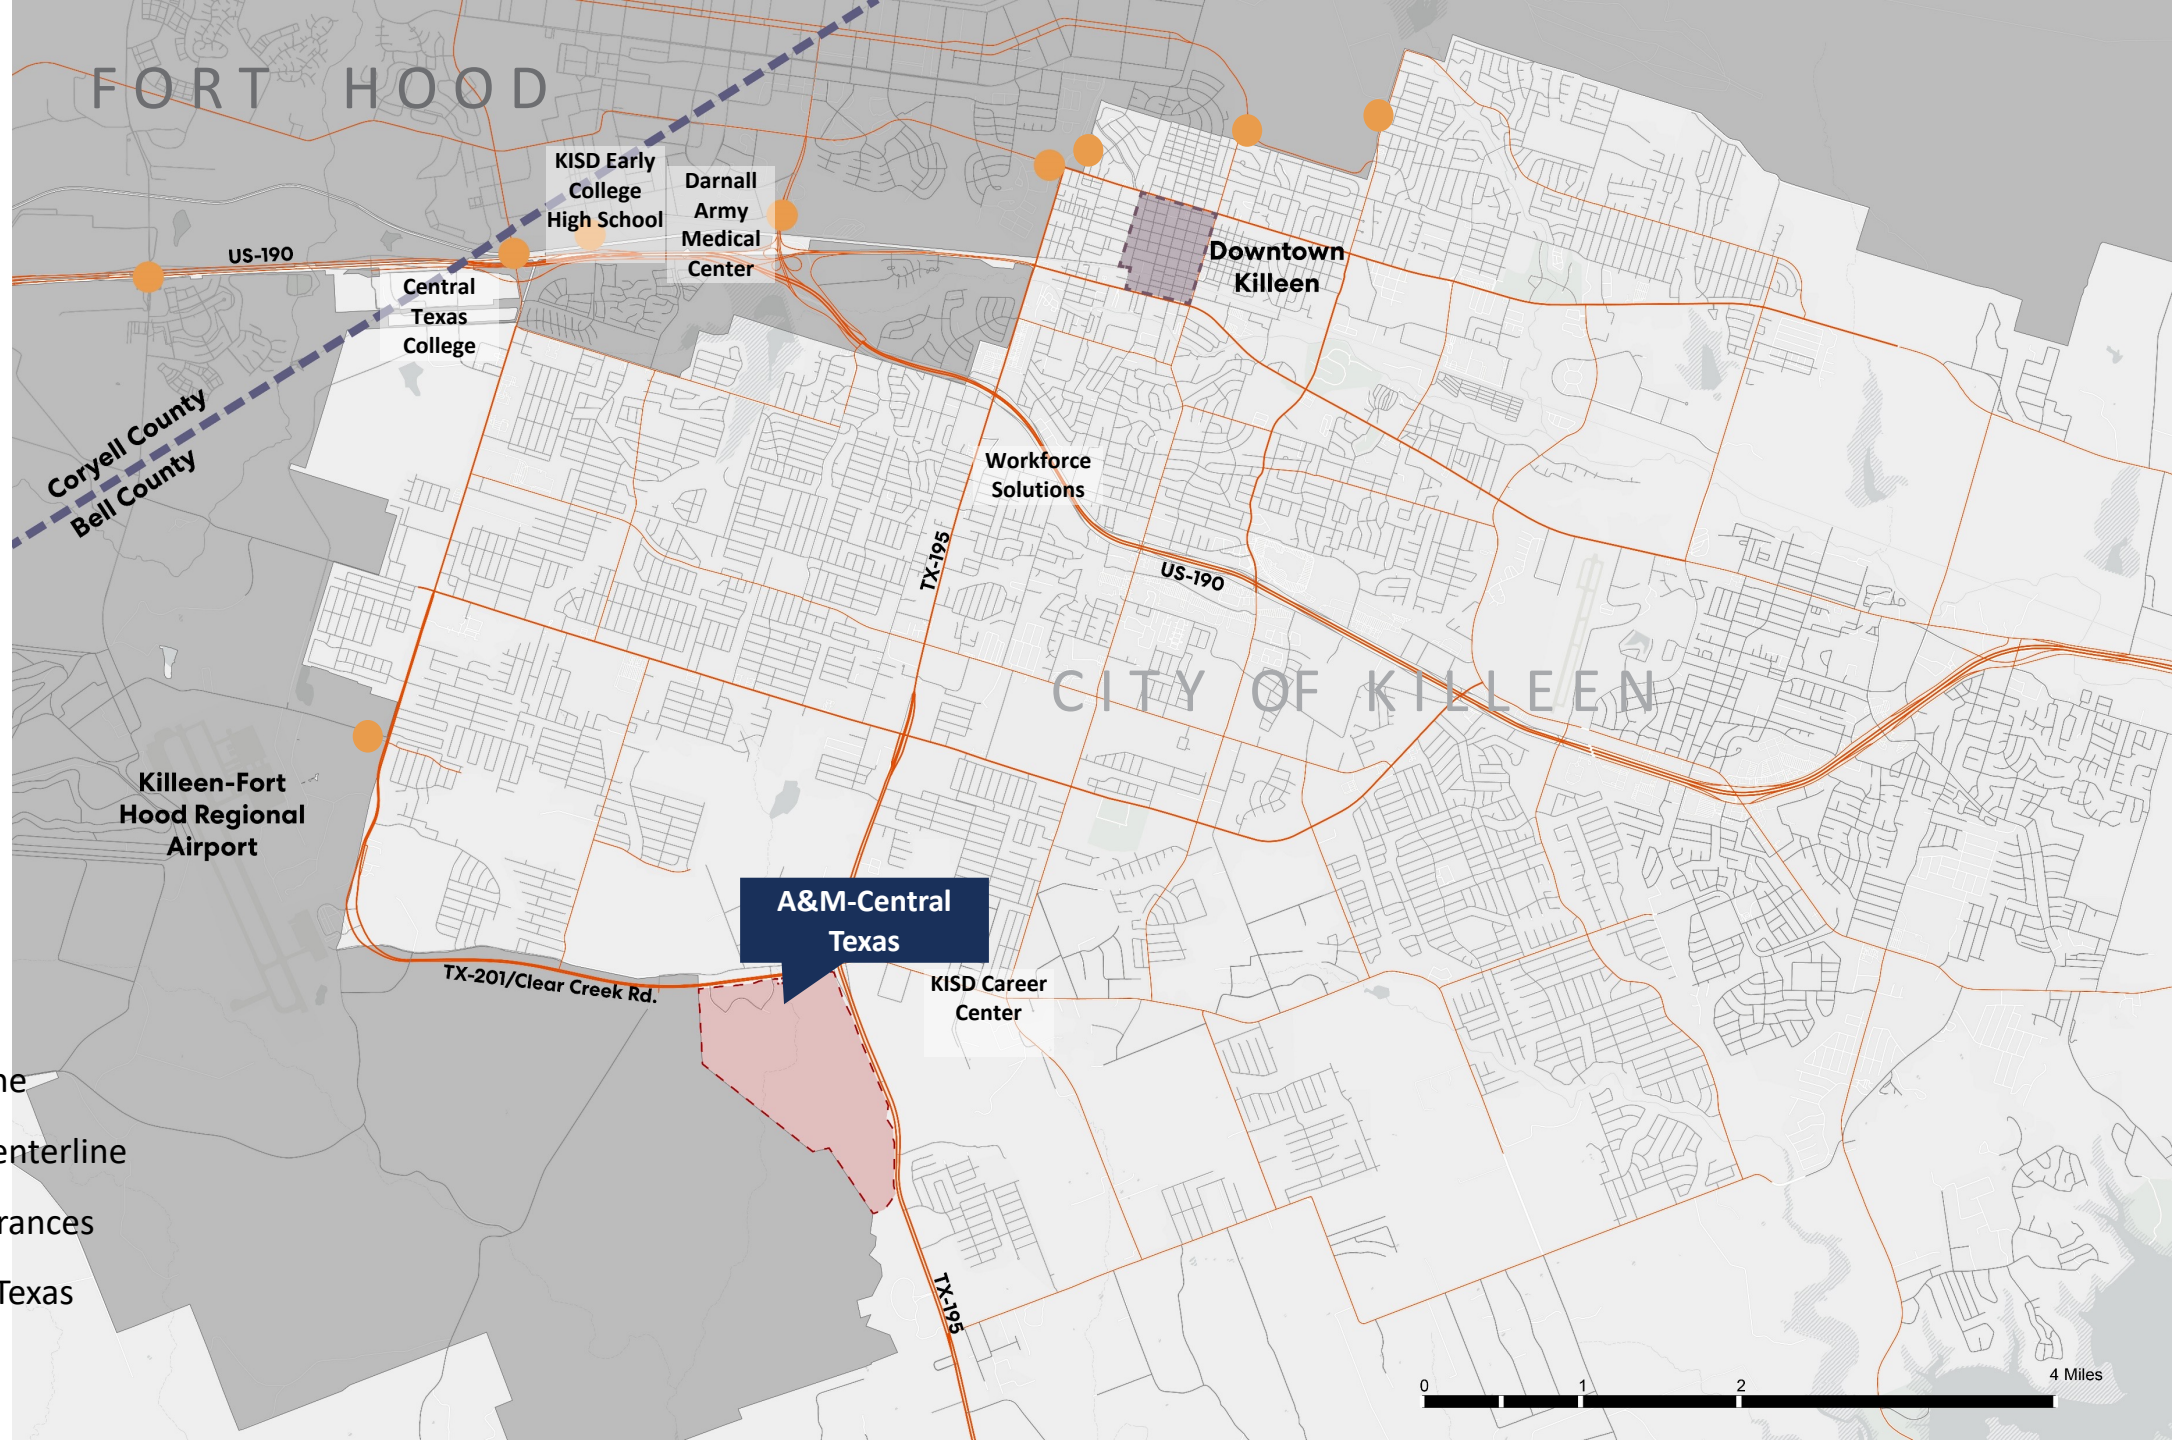 FORT HOOD
KISD Early
College
High School
Darnall
Army
Medical
Center
US-190
Central
Texas
College
Downtown
Killeen
Coryell County
Bell County
Workforce
Solutions
TX-195
US-190
CITY OF KILLEEN
Killeen-Fort
Hood Regional
Airport
A&M-Central
Texas
TX-201/Clear Creek Rd.
KISD Career
Center
ne
enterline
rances
Texas
TX-195
0 1 2 4 Miles